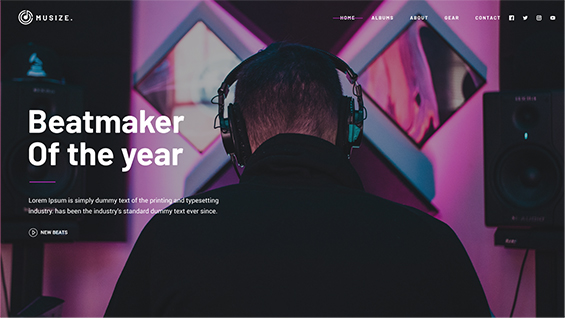 MUSIZE.
HOME ALBUMS ABOUT GEAR CONTACT
Beatmaker
Of the year
Lorem Ipsum is simply dummy text of the printing and typesetting
industry. has been the industry's standard dummy text ever since.
NEW BEATS